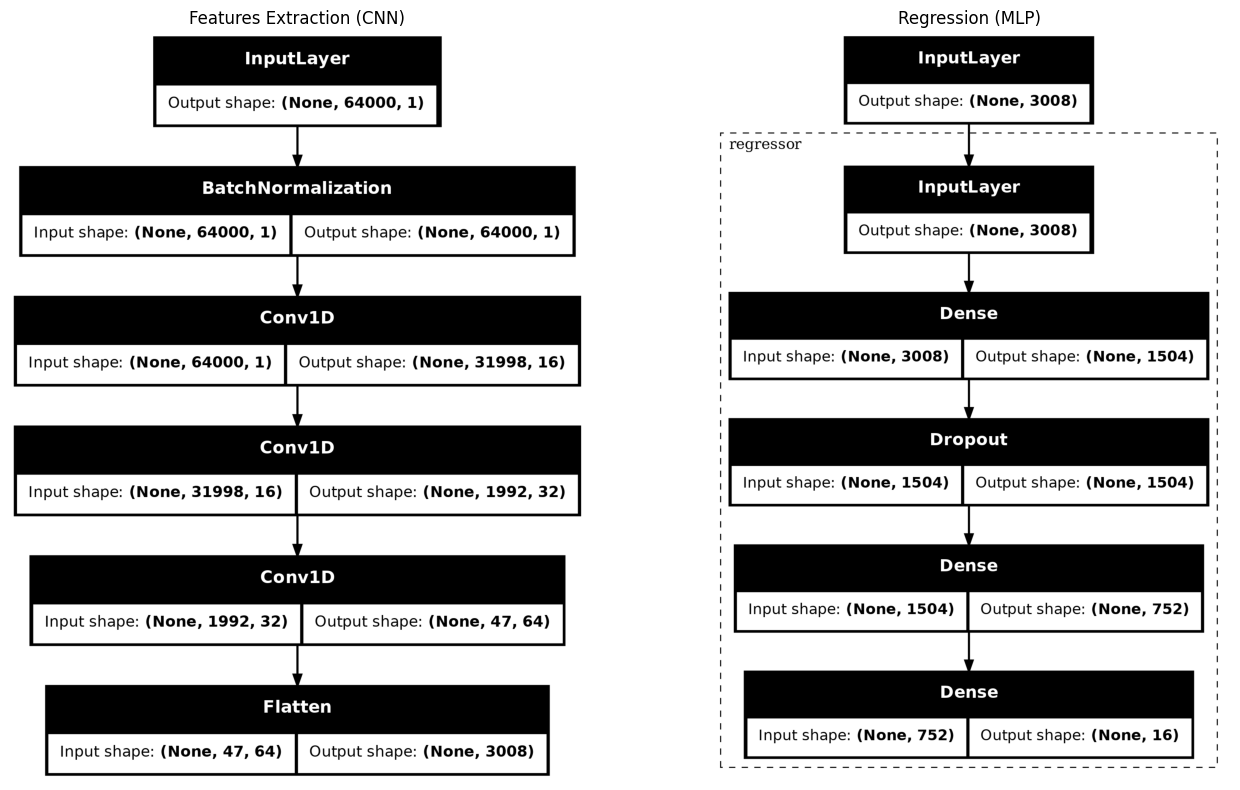 Features Extraction (CNN)
InputLayer
Output shape: (None, 64000, 1)
BatchNormalization
Input shape: (None, 64000, 1) Output shape: (None, 64000, 1)
Conv1D
Input shape: (None, 64000, 1) Output shape: (None, 31998, 16)
Conv1D
Input shape: (None, 31998, 16) Output shape: (None, 1992, 32)
Conv1D
Input shape: (None, 1992, 32) Output shape: (None, 47, 64)
Flatten
Input shape: (None, 47, 64) Output shape: (None, 3008)
Regression (MLP)
InputLayer
Output shape: (None, 3008)
regressor
InputLayer
Output shape: (None, 3008)
Dense
Input shape: (None, 3008) Output shape: (None, 1504)
Dropout
Input shape: (None, 1504) Output shape: (None, 1504)
Dense
Input shape: (None, 1504) Output shape: (None, 752)
Dense
Input shape: (None, 752) Output shape: (None, 16)